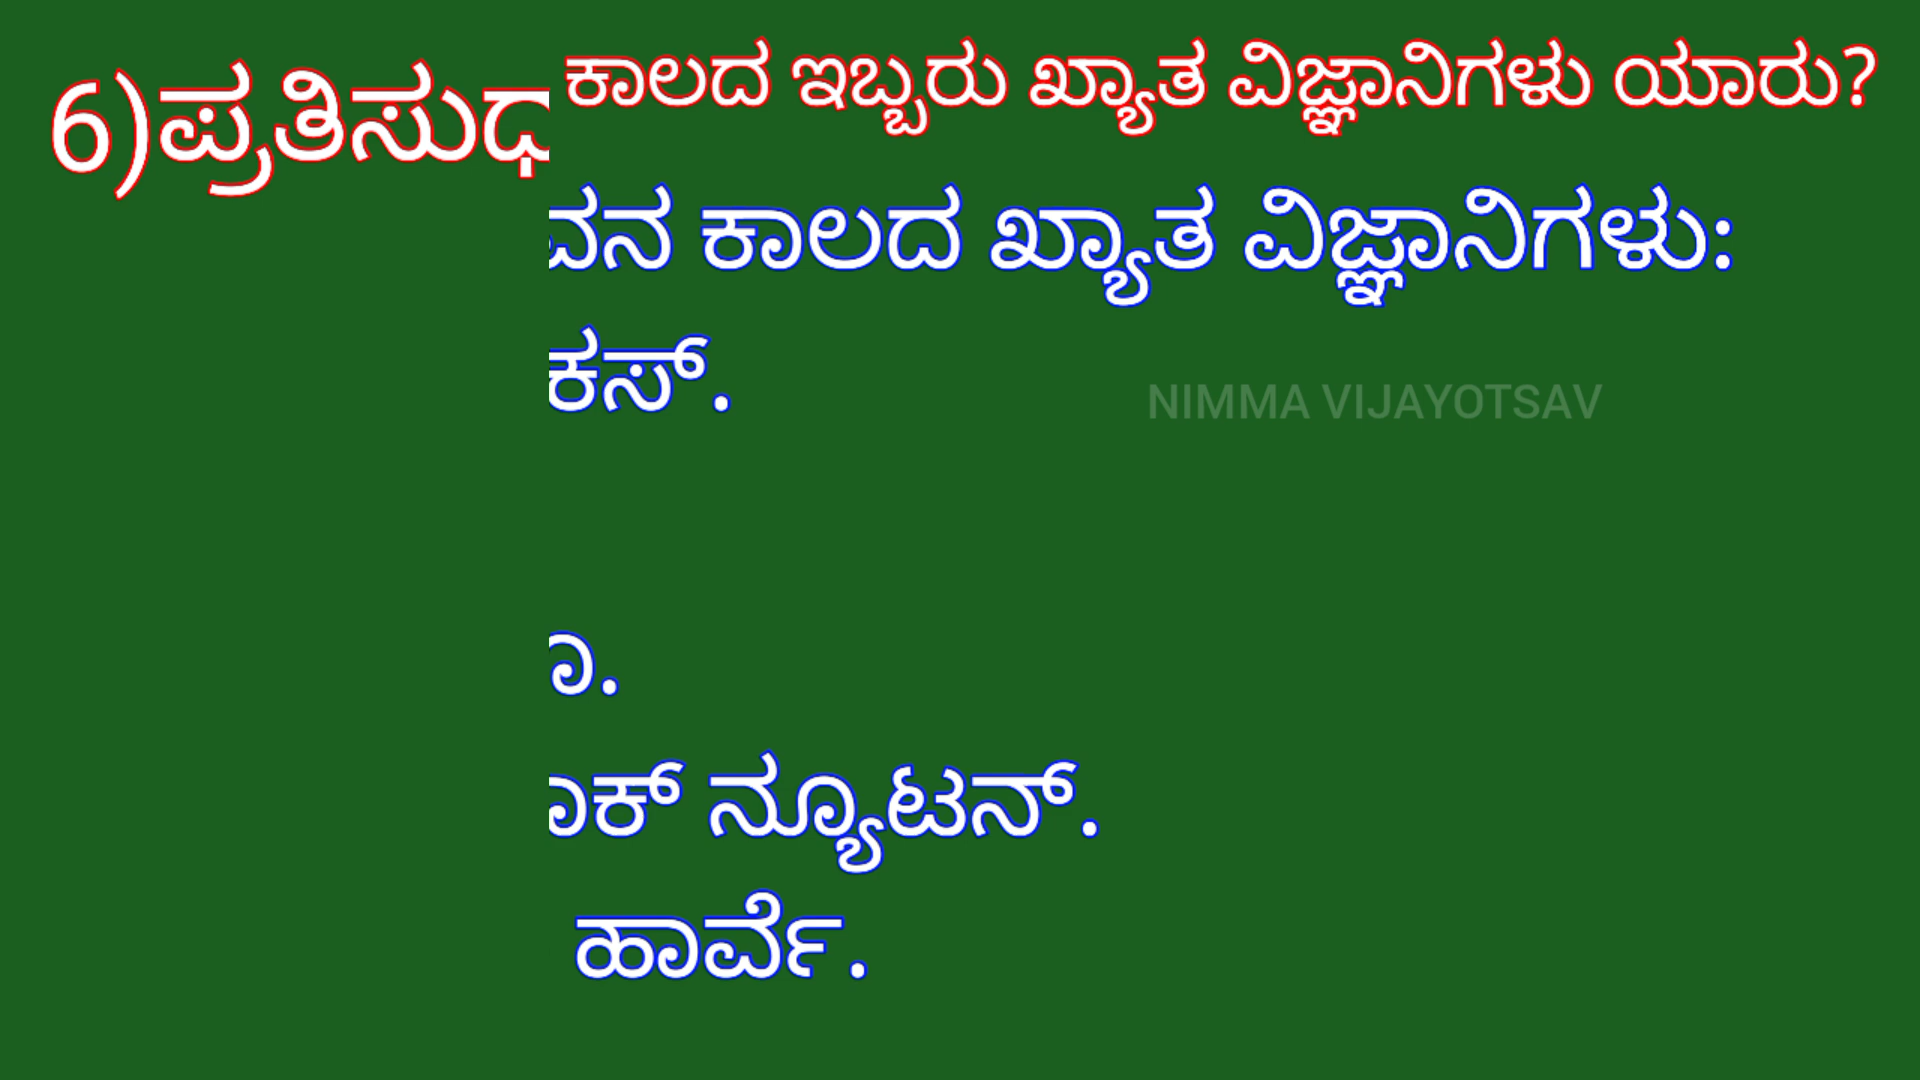 6)ಪ್ರತಿಸುಧ
ಕಾಲದ ಇಬ್ಬರು ಖ್ಯಾತ ವಿಜ್ಞಾನಿಗಳು ಯಾರು?
ವನ ಕಾಲದ ಖ್ಯಾತ ವಿಜ್ಞಾನಿಗಳು:
ಕಸ್.
NIMMA VIJAYOTSAV
ನ್ಯೂಟನ್.
ಹಾರ್ವೆ.